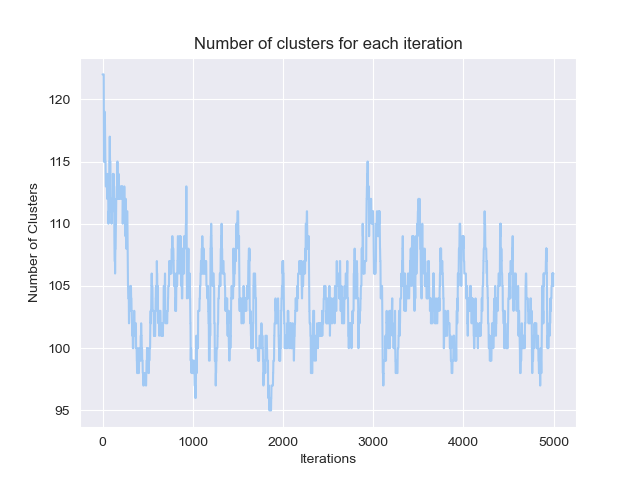 Number of clusters for each iteration
120
115
110
105
100
95
Number of Clusters
0 1000 2000 3000 4000 5000
Iterations